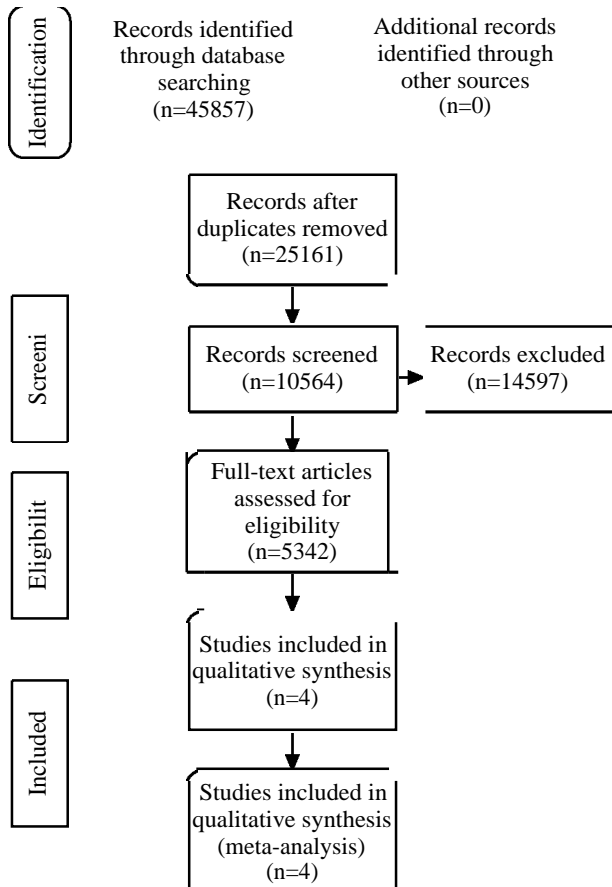 Identification
Records identified
through database
searching
(n=45857)
Additional records
identified through
other sources
(n=0)
Records after
duplicates removed
(n=25161)
Screeni
Records screened
(n=10564)
Records excluded
(n=14597)
Eligibilit
Full-text articles
assessed for
eligibility
(n=5342)
Included
Studies included in
qualitative synthesis
(n=4)
Studies included in
qualitative synthesis
(meta-analysis)
(n=4)